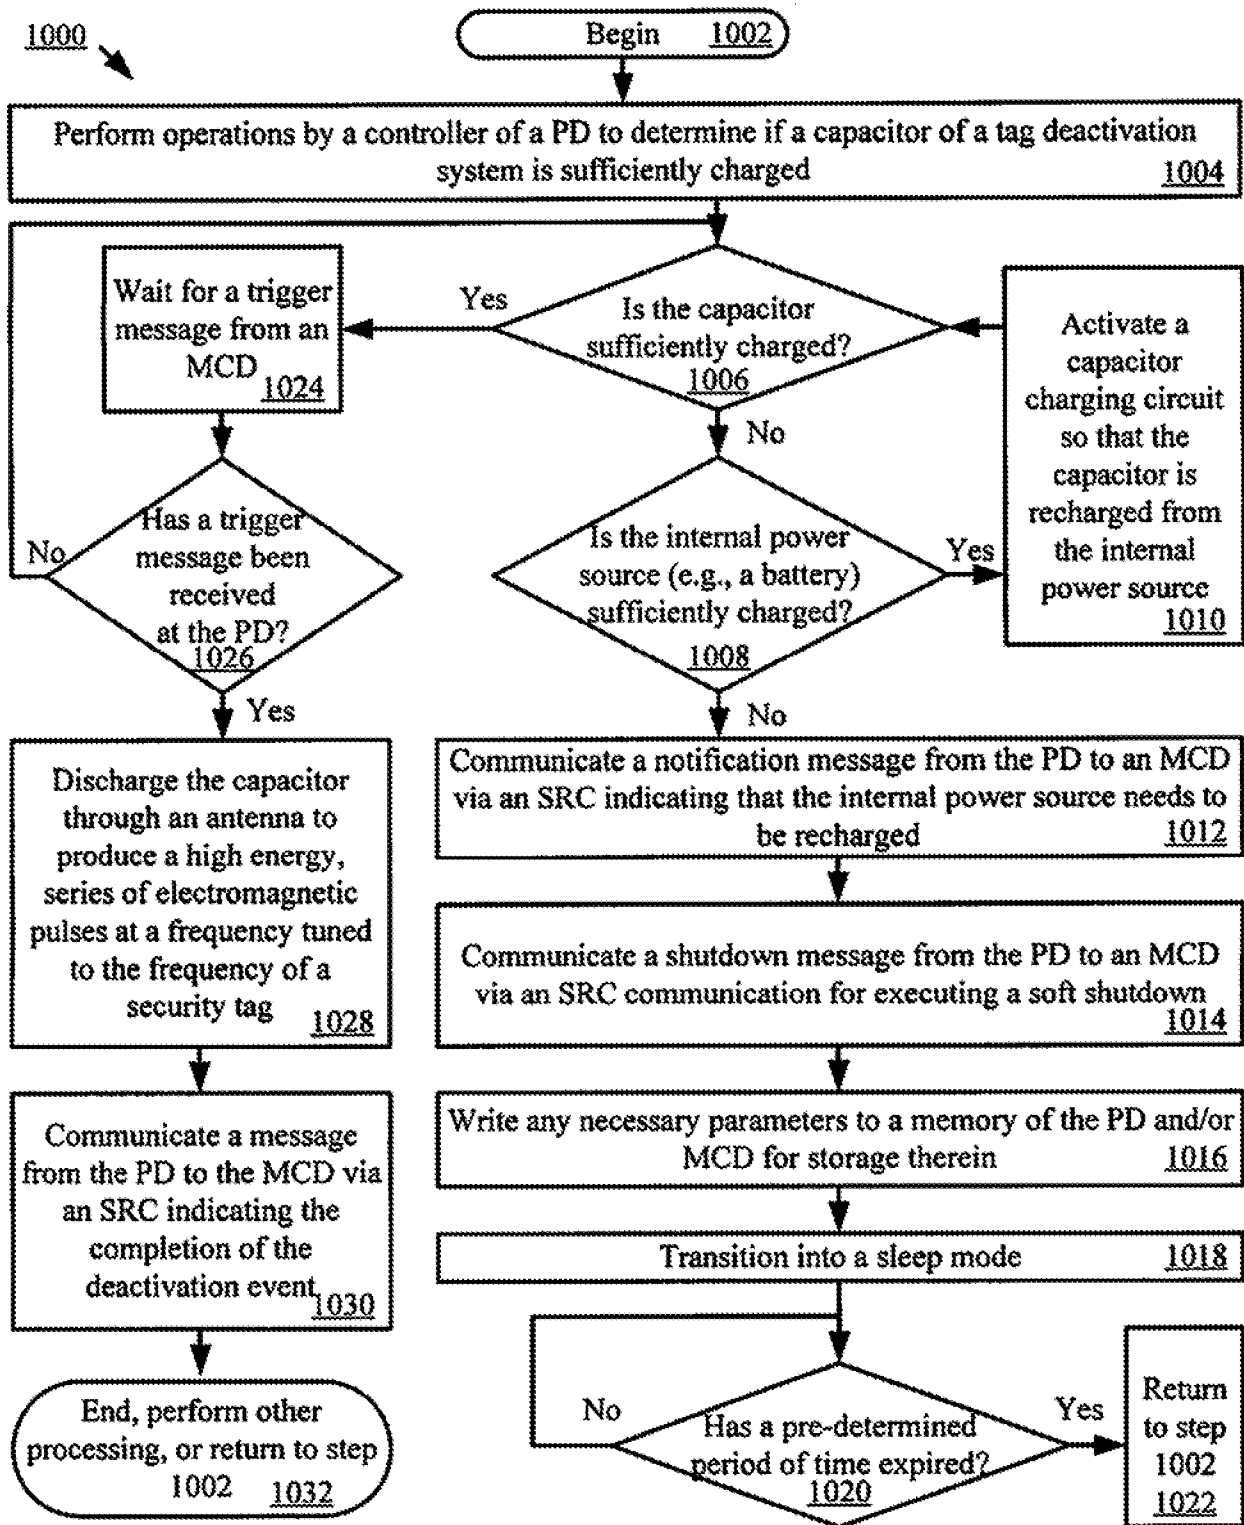 1000
Begin 1002
Perform operations by a controller of a PD to determine if a capacitor of a tag deactivation
system is sufficiently charged 1004
Wait for a trigger
message from an
MCD 1024
Yes
Is the capacitor
sufficiently charged?
1006
No
Activate a
capacitor
charging circuit
so that the
capacitor is
recharged from
the internal
power source
1010
Has a trigger
message been
received
at the PD?
1026
No
Yes
Is the internal power
source (e.g., a battery)
sufficiently charged?
1008
Yes
No
Discharge the capacitor
through an antenna to
produce a high energy,
series of electromagnetic
pulses at a frequency tuned
to the frequency of a
security tag 1028
Communicate a message
from the PD to the MCD via
an SRC indicating the
completion of the
deactivation event 1030
End, perform other
processing, or return to step
1002 1032
Communicate a notification message from the PD to an MCD
via an SRC indicating that the internal power source needs to
be recharged 1012
Communicate a shutdown message from the PD to an MCD
via an SRC communication for executing a soft shutdown
1014
Write any necessary parameters to a memory of the PD and/or
MCD for storage therein 1016
Transition into a sleep mode 1018
No
Has a pre-determined
period of time expired?
1020
Yes
Return
to step
1002
1022